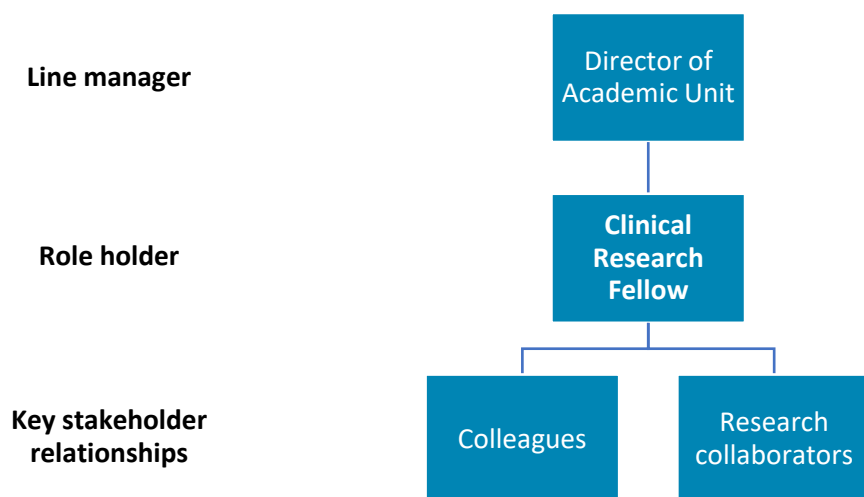 Line manager
Director of
Academic Unit
Role holder
Clinical
Research
Fellow
Key stakeholder
relationships
Colleagues
Research
collaborators